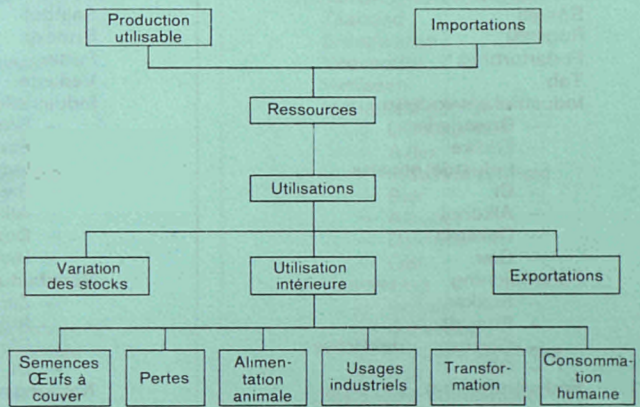 Production
utilisable
Importations
Ressources
Utilisations
Variation
des stocks
Utilisation
intérieure
Exportations
Semences
Œufs à
couver
Pertes
Alimen-
tation
animale
Usages
industriels
Transfor-
mation
Consomma-
tion
humaine